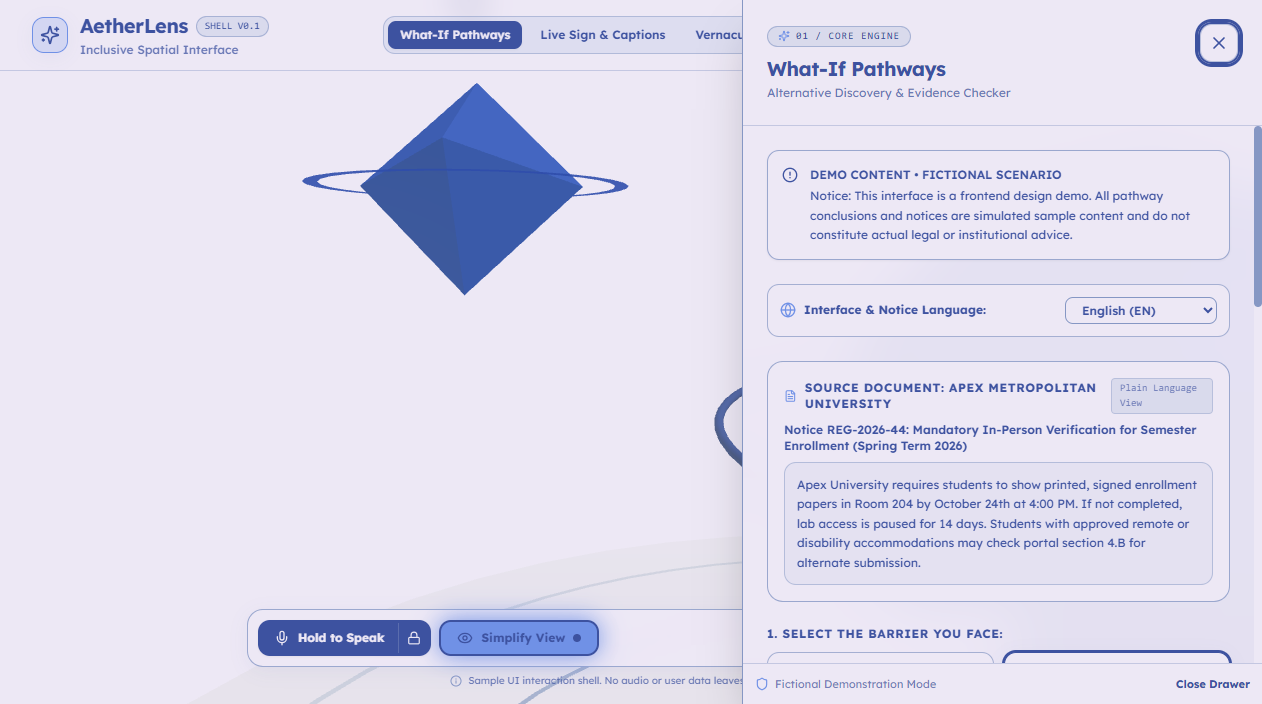 AetherLens
SHELL V0.1
Inclusive Spatial Interface
What-If Pathways
Live Sign & Captions
Vernacu
01 / CORE ENGINE
What-If Pathways
Alternative Discovery & Evidence Checker
DEMO CONTENT • FICTIONAL SCENARIO
Notice: This interface is a frontend design demo. All pathway
conclusions and notices are simulated sample content and do not
constitute actual legal or institutional advice.
Interface & Notice Language:
English (EN)
SOURCE DOCUMENT: APEX METROPOLITAN
UNIVERSITY
Plain Language
View
Notice REG-2026-44: Mandatory In-Person Verification for Semester
Enrollment (Spring Term 2026)
Apex University requires students to show printed, signed enrollment
papers in Room 204 by October 24th at 4:00 PM. If not completed,
lab access is paused for 14 days. Students with approved remote or
disability accommodations may check portal section 4.B for
alternate submission.
1. SELECT THE BARRIER YOU FACE:
Hold to Speak
Simplify View
Sample UI interaction shell. No audio or user data leaves
Fictional Demonstration Mode
Close Drawer